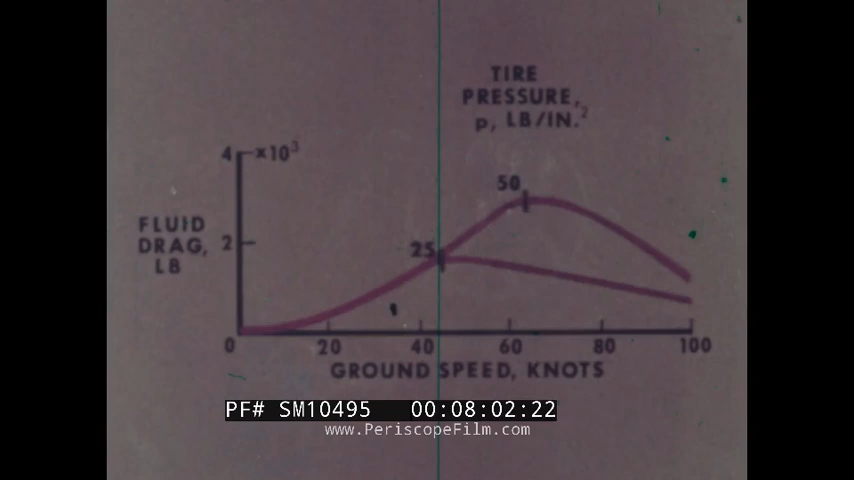 TIRE
PRESSURE,
p, LB/IN.²
4 ×10³
50
FLUID
DRAG,
LB
2
25
0 20 40 60 80 100
GROUND SPEED, KNOTS
PF# SM10495 00:08:02:22
www.PeriscopeFilm.com